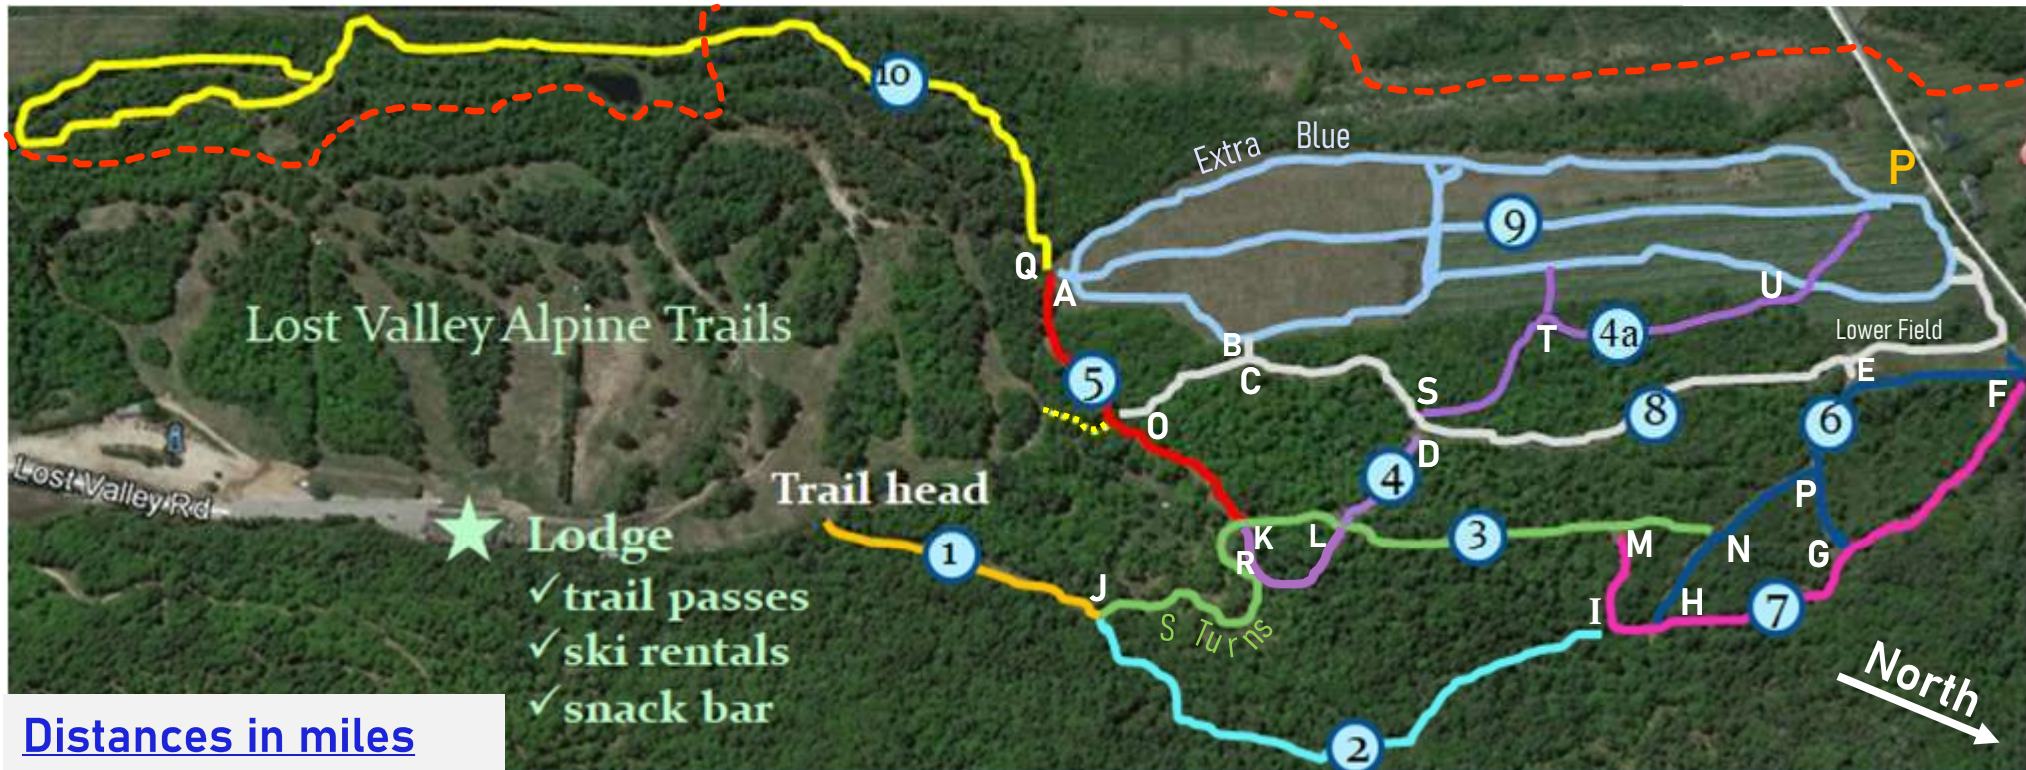 10
Extra Blue
P
9
Q
A
Lost Valley Alpine Trails
U
T
4a
Lower Field
B
5
C
E
S
8
F
O
6
D
Lost Valley Rd
4
Trail head
P
K
L
3
M
N
G
Lodge
1
R
J
I
H
7
✓trail passes
S Turns
✓ski rentals
North
✓snack bar
Distances in miles
2